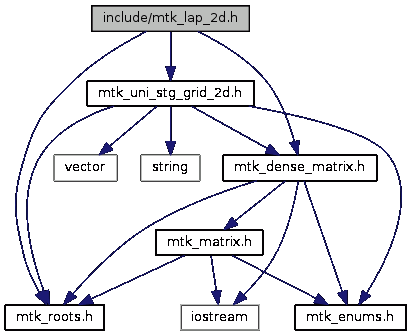 include/mtk_lap_2d.h
mtk_uni_stg_grid_2d.h
vector
string
mtk_dense_matrix.h
mtk_matrix.h
mtk_roots.h
iostream
mtk_enums.h